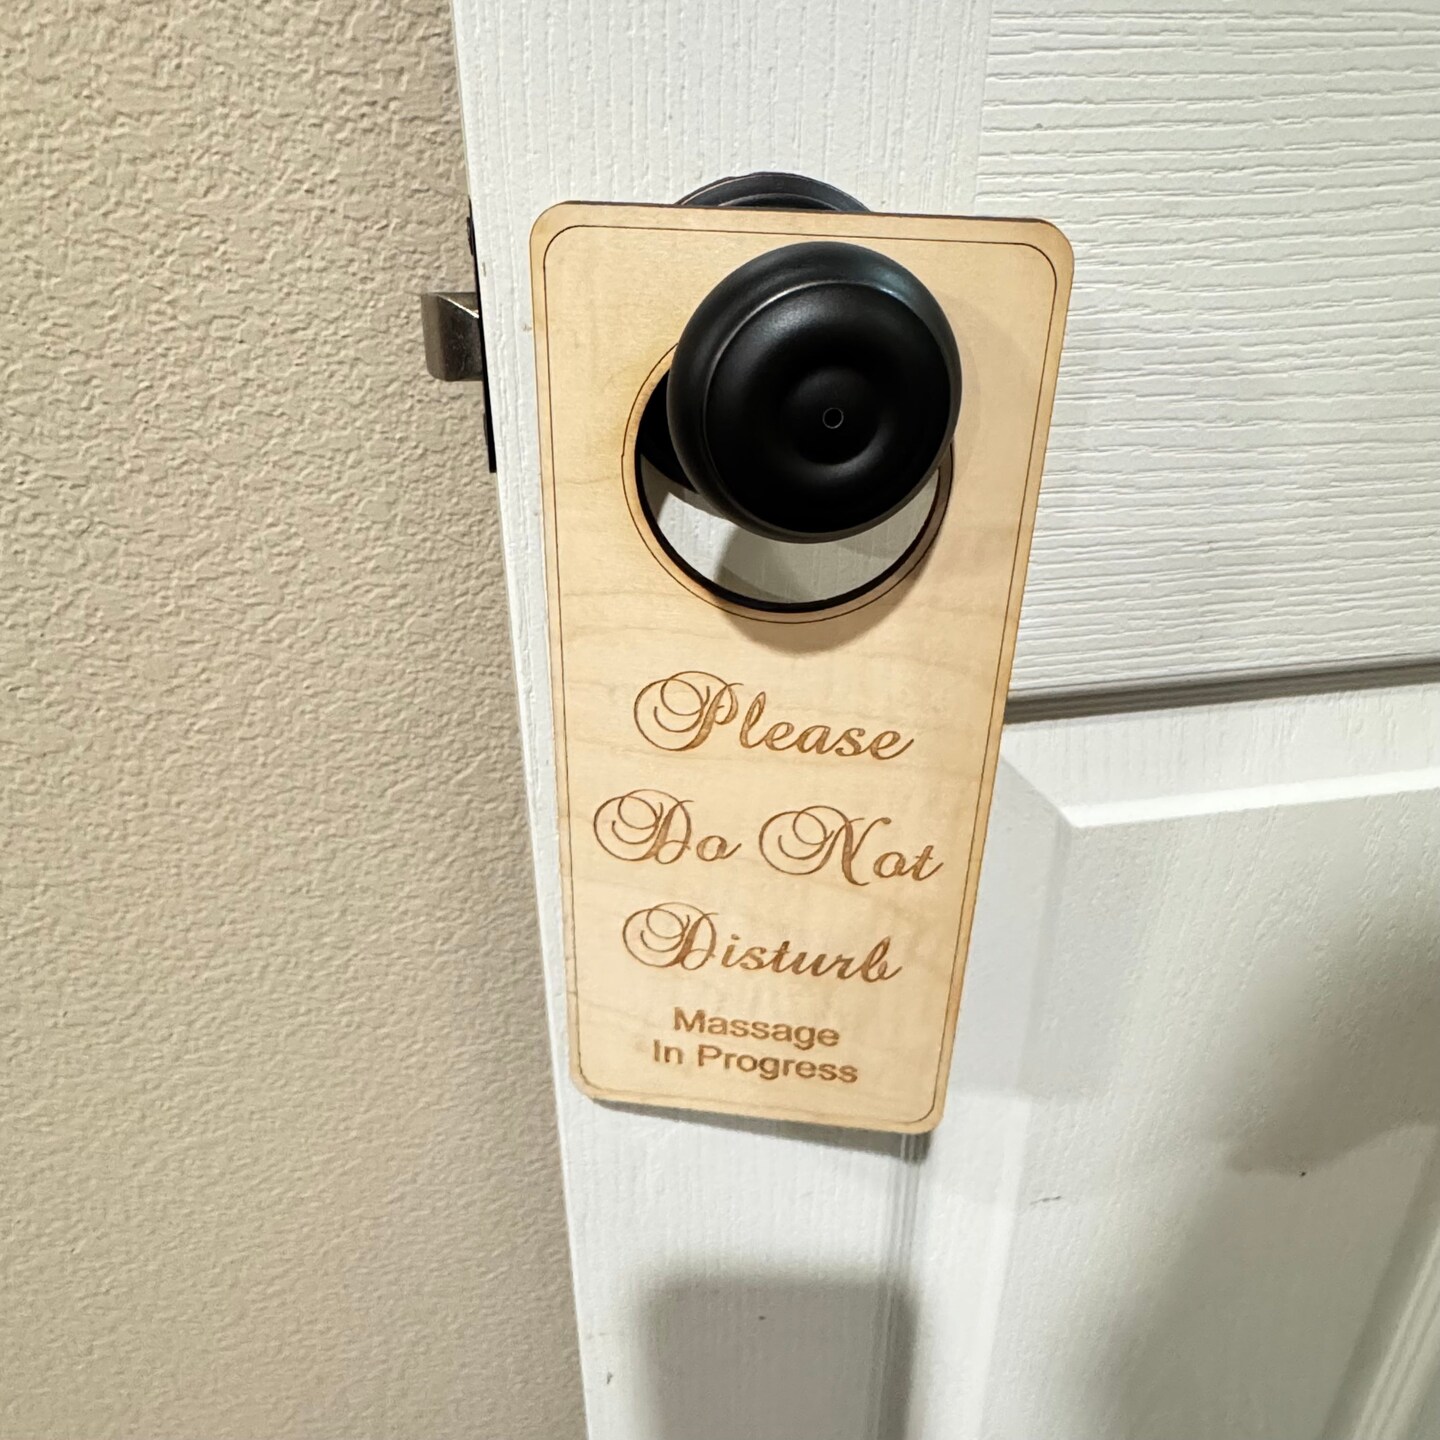 Please
Do Not
Disturb
Massage
In Progress